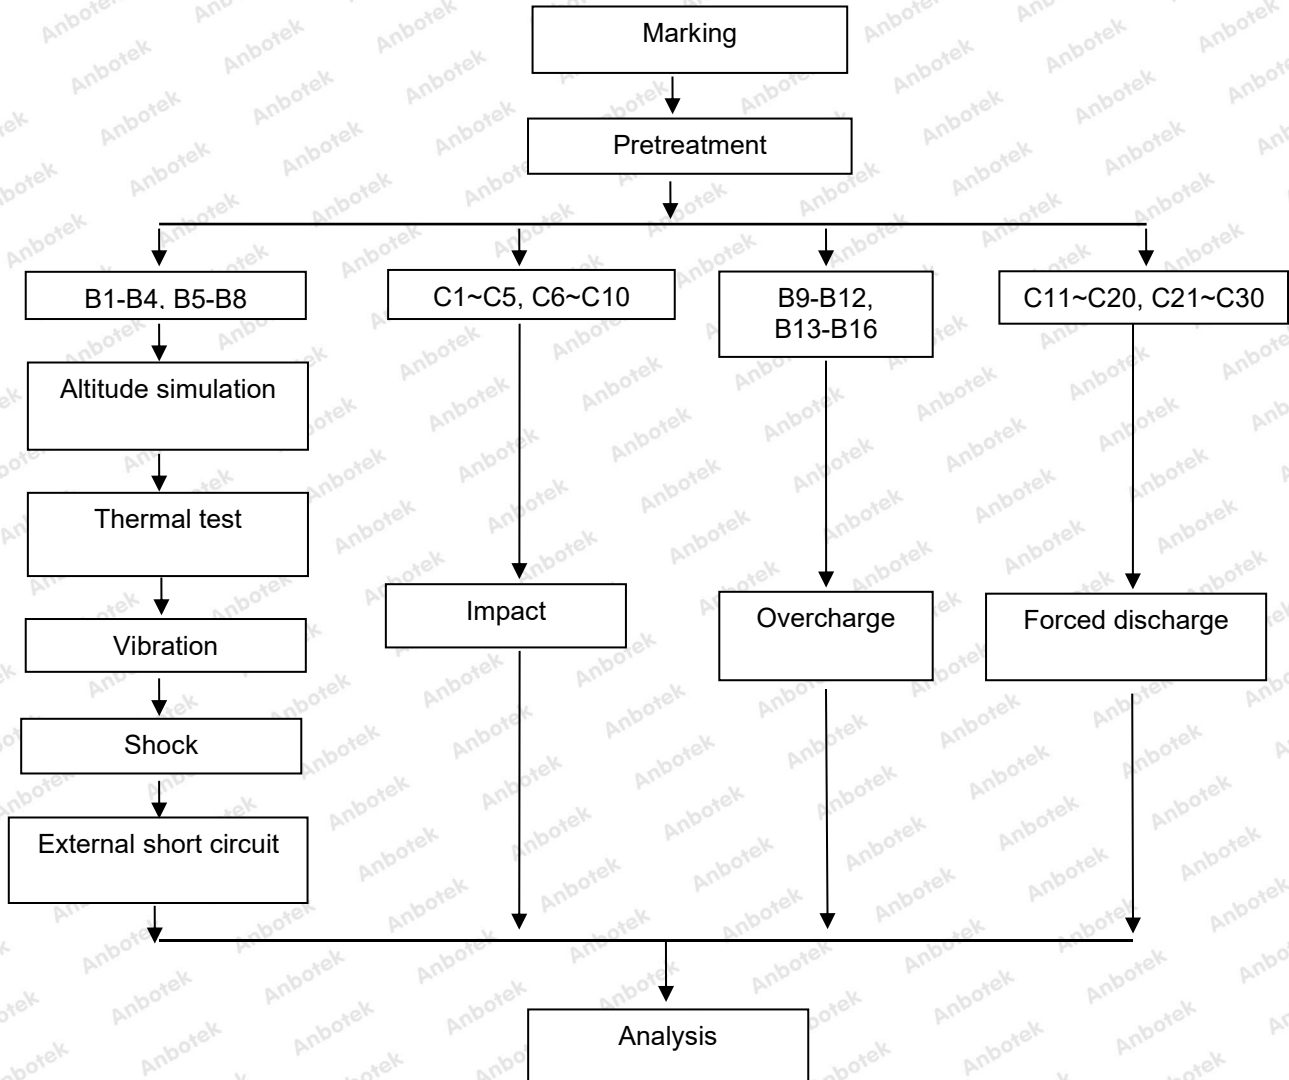 Marking
Pretreatment
B1-B4, B5-B8
C1~C5, C6~C10
B9-B12,
B13-B16
C11~C20, C21~C30
Altitude simulation
Thermal test
Vibration
Shock
External short circuit
Impact
Overcharge
Forced discharge
Analysis
Anbotek